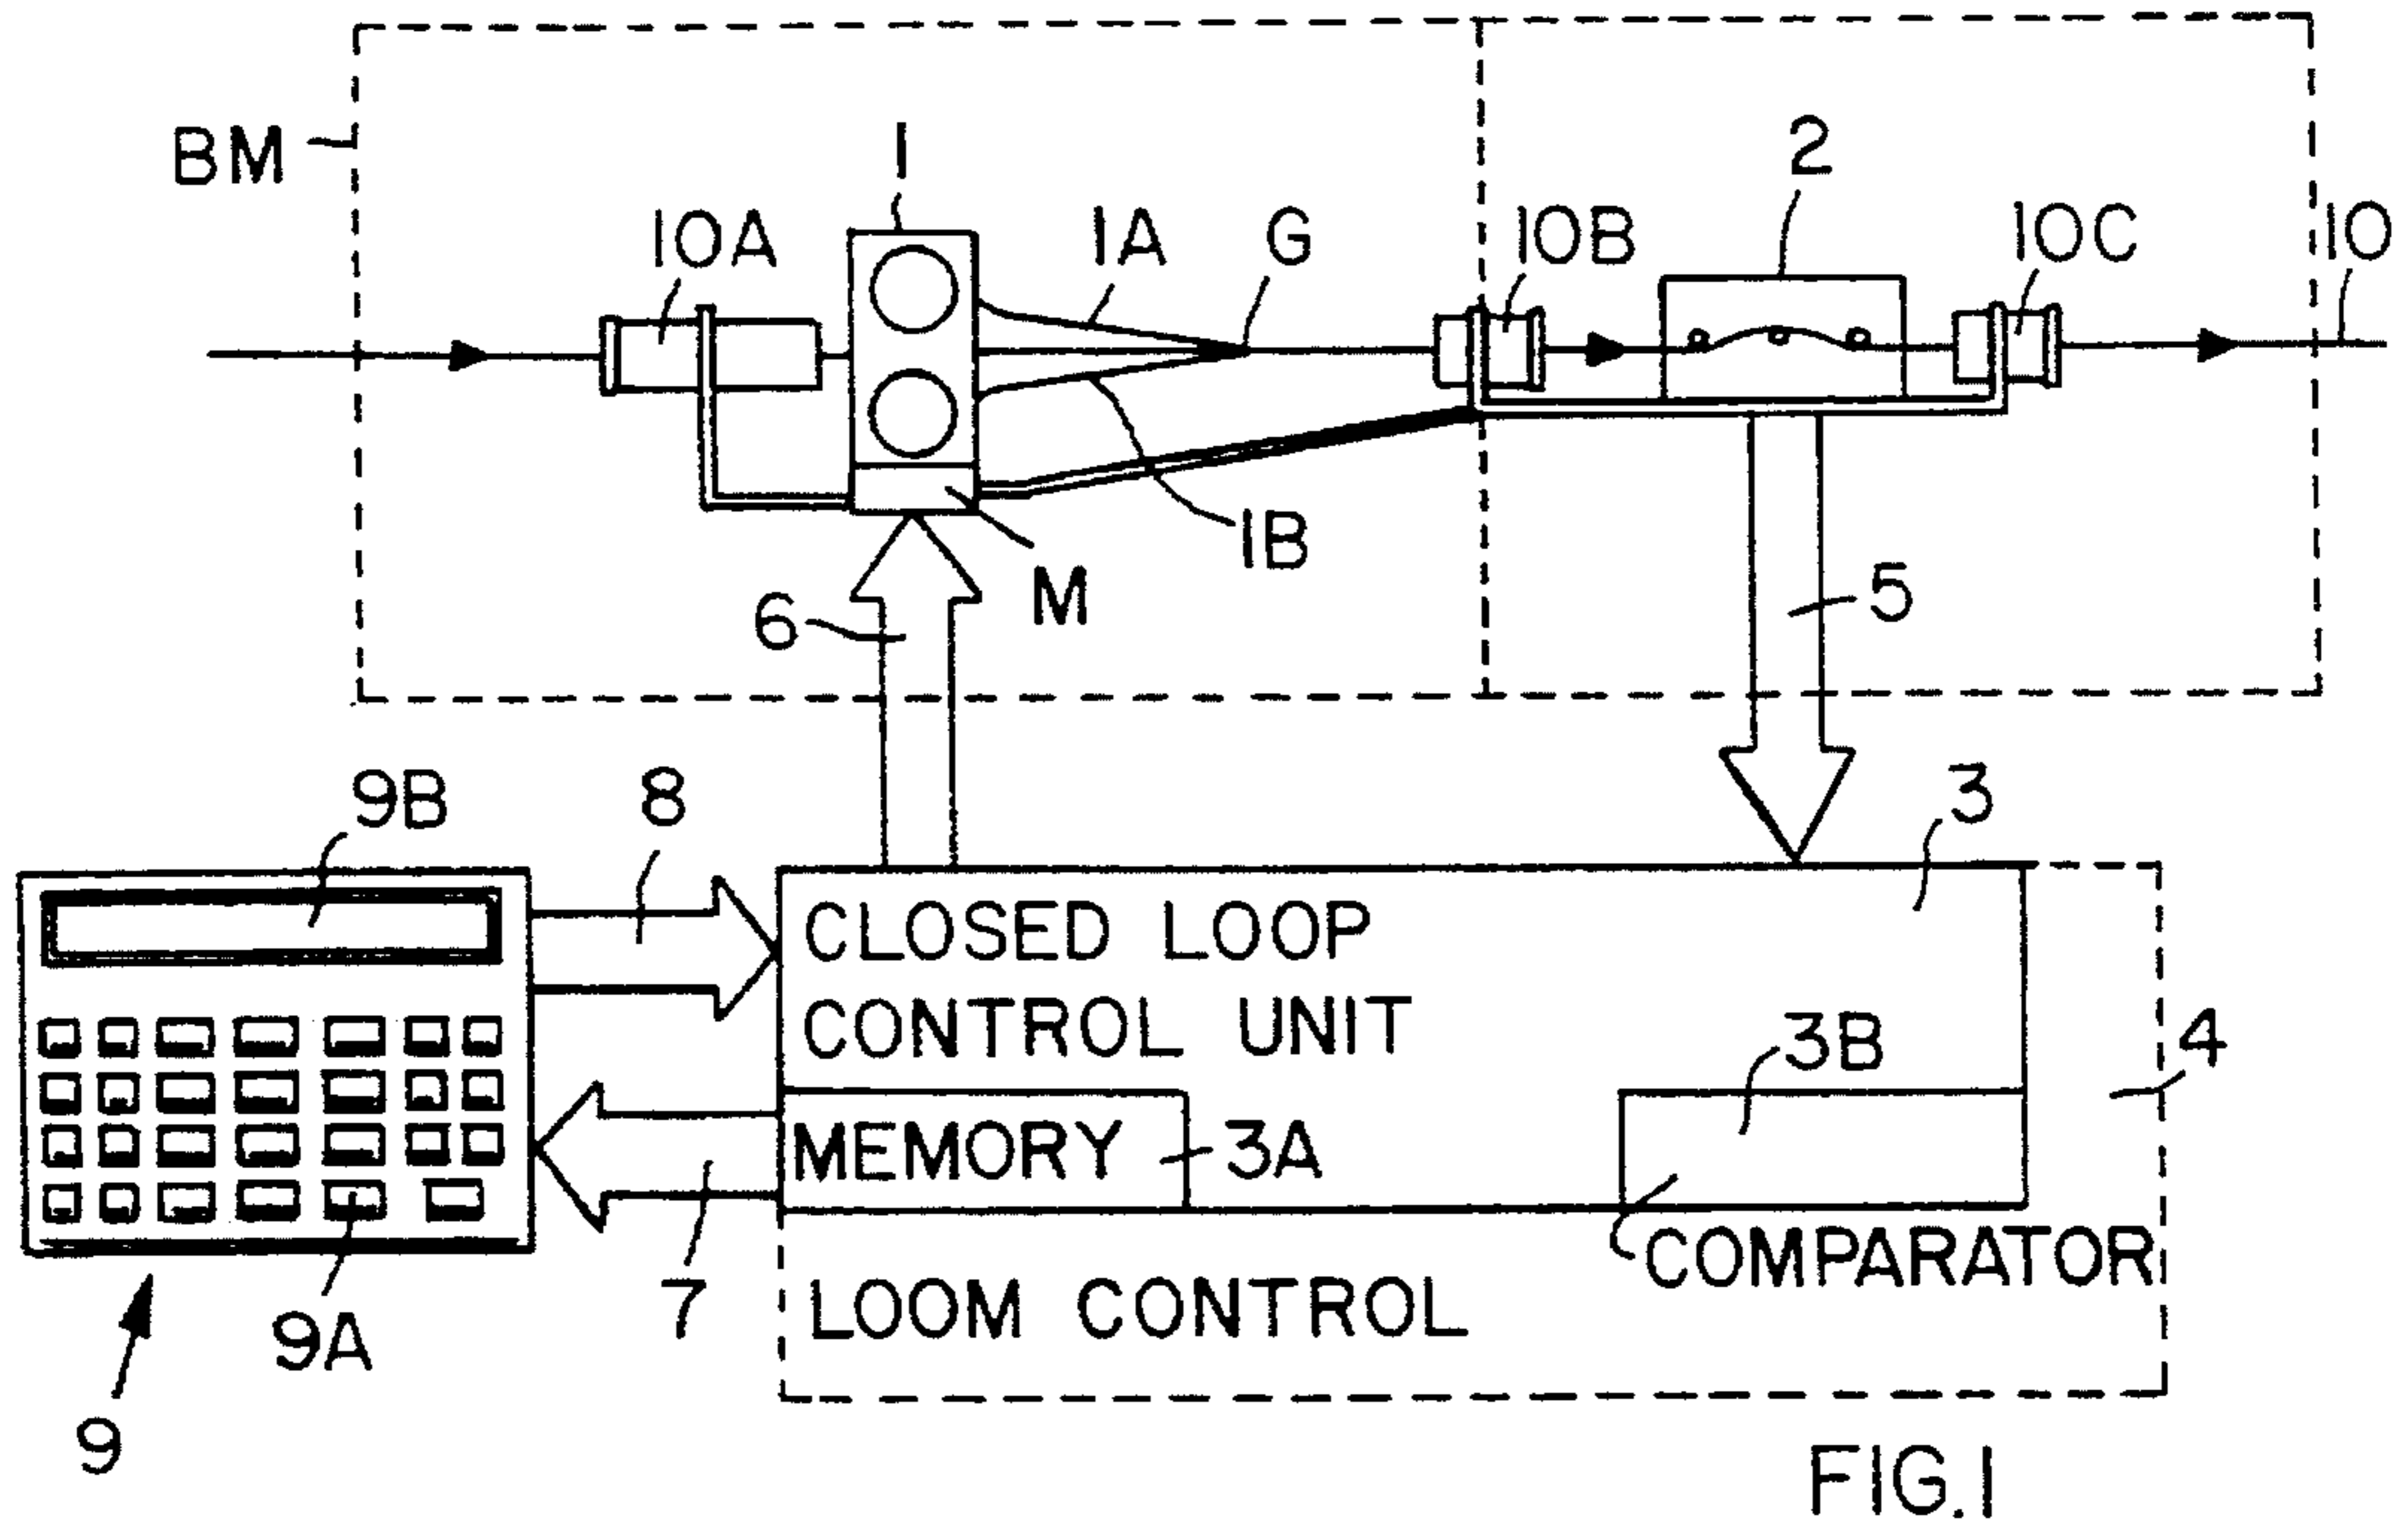 BM
1
2
10A
1A
G
10B
10C
10
1B
M
6
5
9B
8
3
CLOSED LOOP
CONTROL UNIT
3B
4
MEMORY
3A
COMPARATOR
7
LOOM CONTROL
9A
9
FIG.1